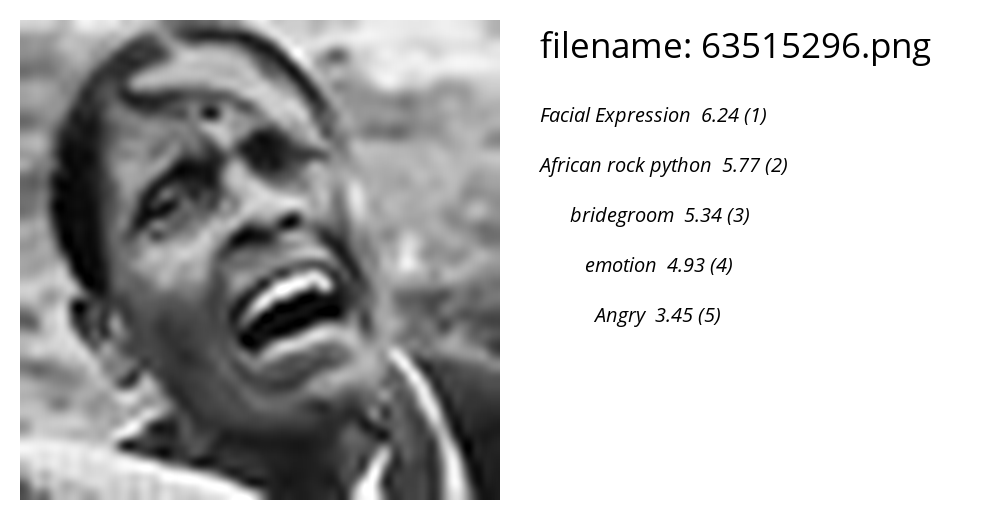 filename: 63515296.png
Facial Expression 6.24 (1)
African rock python 5.77 (2)
bridegroom 5.34 (3)
emotion 4.93 (4)
Angry 3.45 (5)